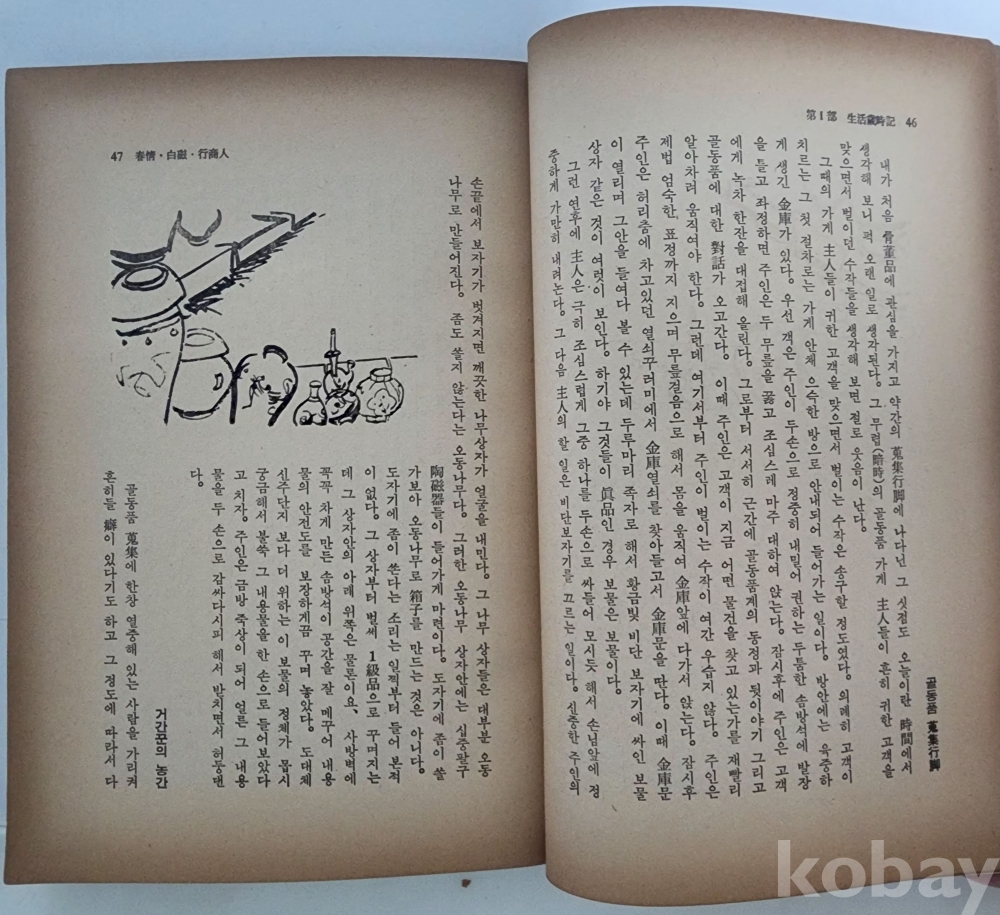 第Ⅰ部 生活歲時記 46
골동품 蒐集行脚
내가 처음 骨董品에 관심을 가지고 약간의 蒐集行脚에 나다닌 그 싯점도 오늘이란 時間에서
생각해 보니 퍽 오랜 일로 생각된다. 그 무렵(暗時)의 골동품 가게 主人들이 흔히 귀한 고객을
맞으면서 벌이던 수작들을 생각해 보면 절로 웃음이 난다.
그때의 가게 主人들이 귀한 고객을 맞으면서 벌이는 수작은 송구할 정도였다. 의례히 고객이
치르는 그 첫 절차로는 가게 안채 으슥한 방으로 안내되어 들어가는 일이다. 방안에는 육중하
게 생긴 金庫가 있다. 우선 객은 주인이 두손으로 정중히 내밀어 권하는 두툼한 솜방석에 발장
을 틀고 좌정하면 주인은 두 무릎을 꿇고 조심스레 마주 대하여 앉는다. 잠시후에 주인은 고객
에게 녹차 한잔을 대접해 올린다. 그로부터 서서히 근간에 골동품계의 동정과 뒷이야기 그리고
골동품에 대한 對話가 오고간다. 이때 주인은 고객이 지금 어떤 물건을 찾고 있는가를 재빨리
알아차려 움직여야 한다. 그런데 여기서부터 주인이 벌이는 수작이 여간 우습지 않다. 주인은
제법 엄숙한 표정까지 지으며 무릎걸음으로 해서 몸을 움직여 金庫앞에 다가서 앉는다. 잠시후
주인은 허리춤에 차고있던 열쇠꾸러미에서 金庫열쇠를 찾아들고서 金庫문을 딴다. 이때 金庫문
이 열리며 그안을 들여다 볼 수 있는데 두루마리 족자로 해서 황금빛 비단 보자기에 싸인 보물
상자 같은 것이 여럿이 보인다. 하기야 그것들이 眞品인 경우 보물은 보물이다.
그런 연후에 主人은 극히 조심스럽게 그중 하나를 두손으로 싸들어 모시듯 해서 손님앞에 정
중하게 가만히 내려논다. 그 다음 主人의 할 일은 비단보자기를 끄르는 일이다. 신중한 주인의
47 春情・白磁・行商人
손끝에서 보자기가 벗겨지면 깨끗한 나무상자가 얼굴을 내민다. 그 나무 상자들은 대부분 오동
나무로 만들어진다. 좀도 쏠지 않는다는 오동나무다. 그러한 오동나무 상자안에는 십중팔구
陶磁器들이 들어가게 마련이다. 도자기에 좀이 쏠
가보아 오동나무로 箱子를 만드는 것은 아니다.
도자기에 좀이 쏜다는 소리는 일찍부터 들어 본적
이 없다. 그 상자부터 벌써 1級品으로 꾸며지는
데 그 상자안의 아래 위쪽은 물론이요, 사방벽에
꼭꼭 차게 만든 솜방석이 공간을 잘 메꾸어 내용
물의 안전도를 보장하게끔 꾸며 놓았다. 도대체
신주단지 보다 더 위하는 이 보물의 정체가 몹시
궁금해서 불쑥 그 내용물을 한 손으로 들어보았다
고 치자. 주인은 금방 죽상이 되어 얼른 그 내용
물을 두 손으로 감싸다시피 해서 받치면서 허둥댄
다.
거간꾼의 농간
골동품 蒐集에 한창 열중해 있는 사람을 가리켜
흔히들 癖이 있다기도 하고 그 정도에 따라서 다
kobay